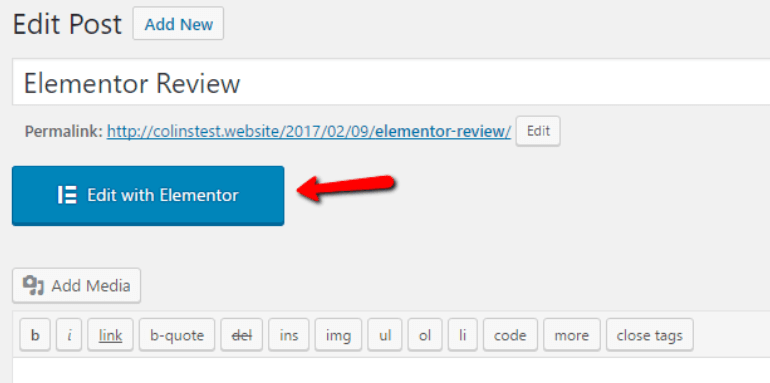 Edit Post Add New
Elementor Review
Permalink: http://colinstest.website/2017/02/09/elementor-review/ Edit
Edit with Elementor
Add Media
b i link b-quote del ins img ul ol li code more close tags